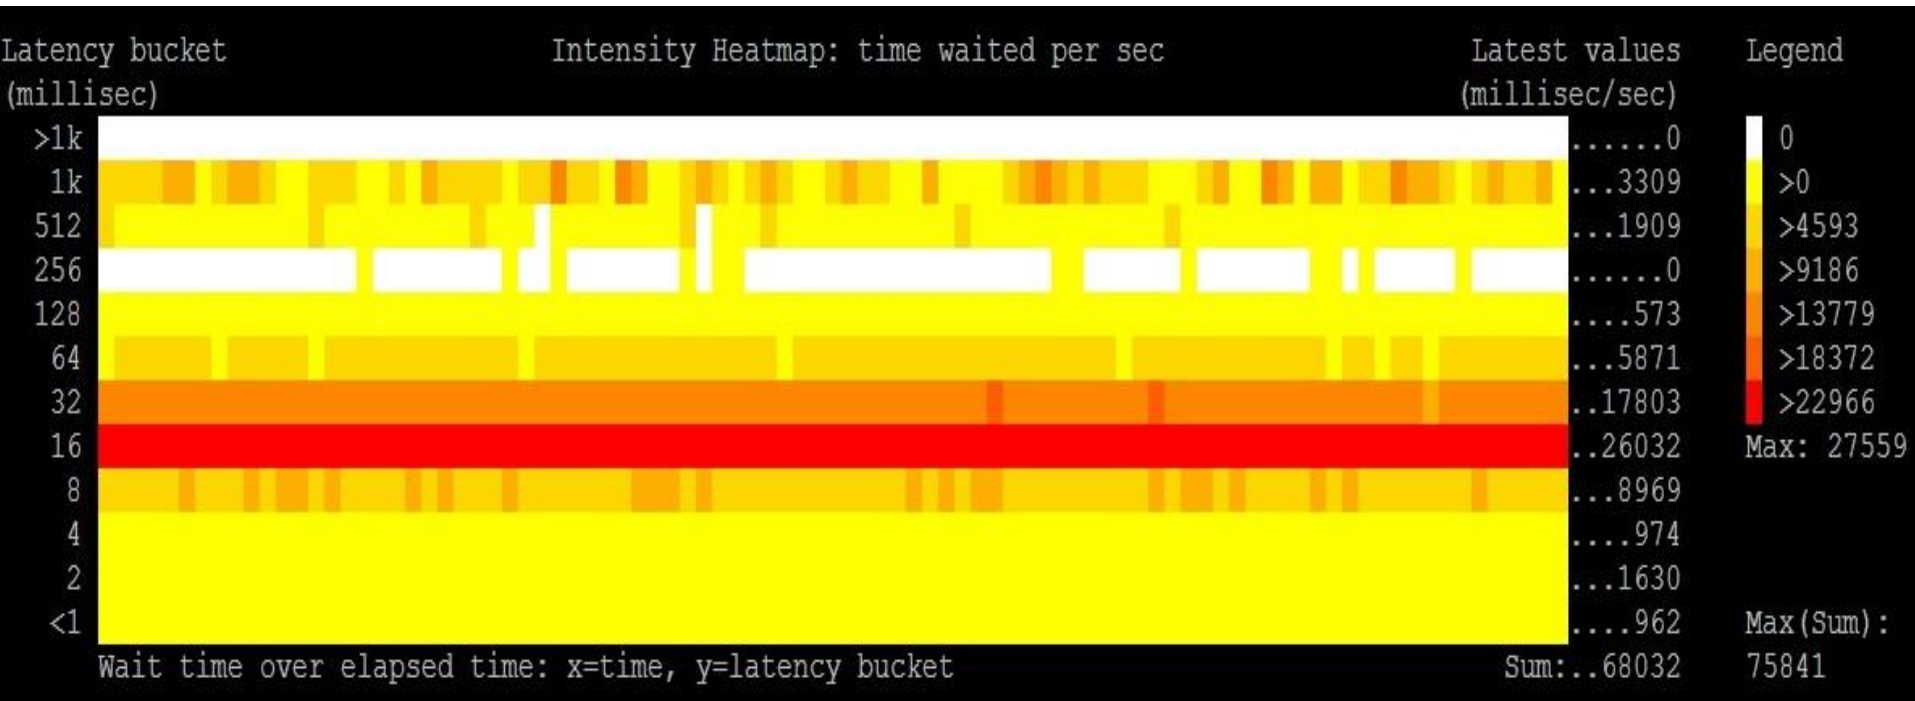 Latency bucket Intensity Heatmap: time waited per sec Latest values Legend
(millisec) (millisec/sec)
>1k ......0 0
1k ...3309 >0
512 ...1909 >4593
256 ......0 >9186
128 ....573 >13779
64 ...5871 >18372
32 ..17803 >22966
16 ..26032 Max: 27559
8 ...8969
4 ....974
2 ...1630
<1 ....962 Max(Sum):
Wait time over elapsed time: x=time, y=latency bucket Sum:..68032 75841